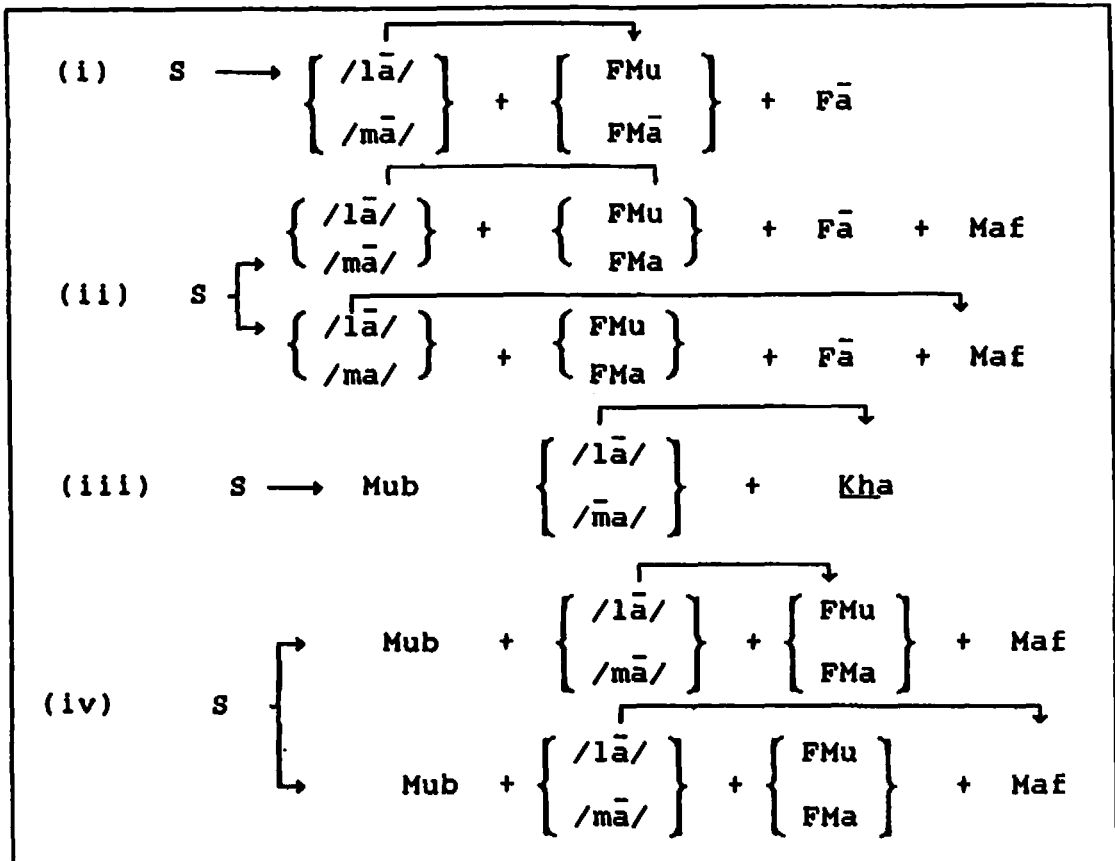 /lā/ FMu
(i) S → { } + { } + Fā
/mā/ FMā
/lā/ FMu
{ } + { } + Fā + Maf
/mā/ FMa
(ii) S
/lā/ FMu
{ } + { } + Fā + Maf
/ma/ FMa
/lā/
(iii) S → Mub { } + Kha
/m̄a/
/lā/ FMu
Mub + { } + { } + Maf
/mā/ FMa
(iv) S
/lā/ FMu
Mub + { } + { } + Maf
/mā/ FMa